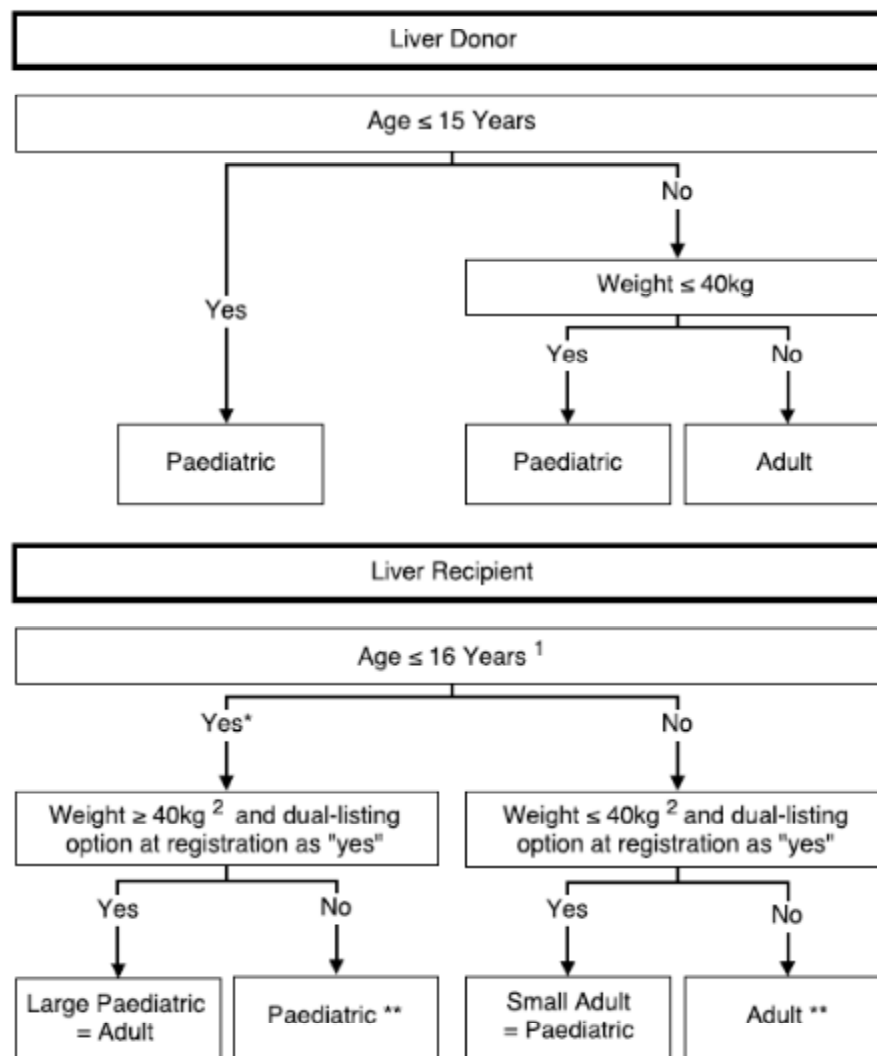 Liver Donor
Age ≤ 15 Years
No
Weight ≤ 40kg
Yes
Yes
No
Paediatric
Paediatric
Adult
Liver Recipient
Age ≤ 16 Years 1
Yes*
No
Weight ≥ 40kg 2 and dual-listing
option at registration as "yes"
Weight ≤ 40kg 2 and dual-listing
option at registration as "yes"
Yes
No
Yes
No
Large Paediatric
= Adult
Paediatric **
Small Adult
= Paediatric
Adult **